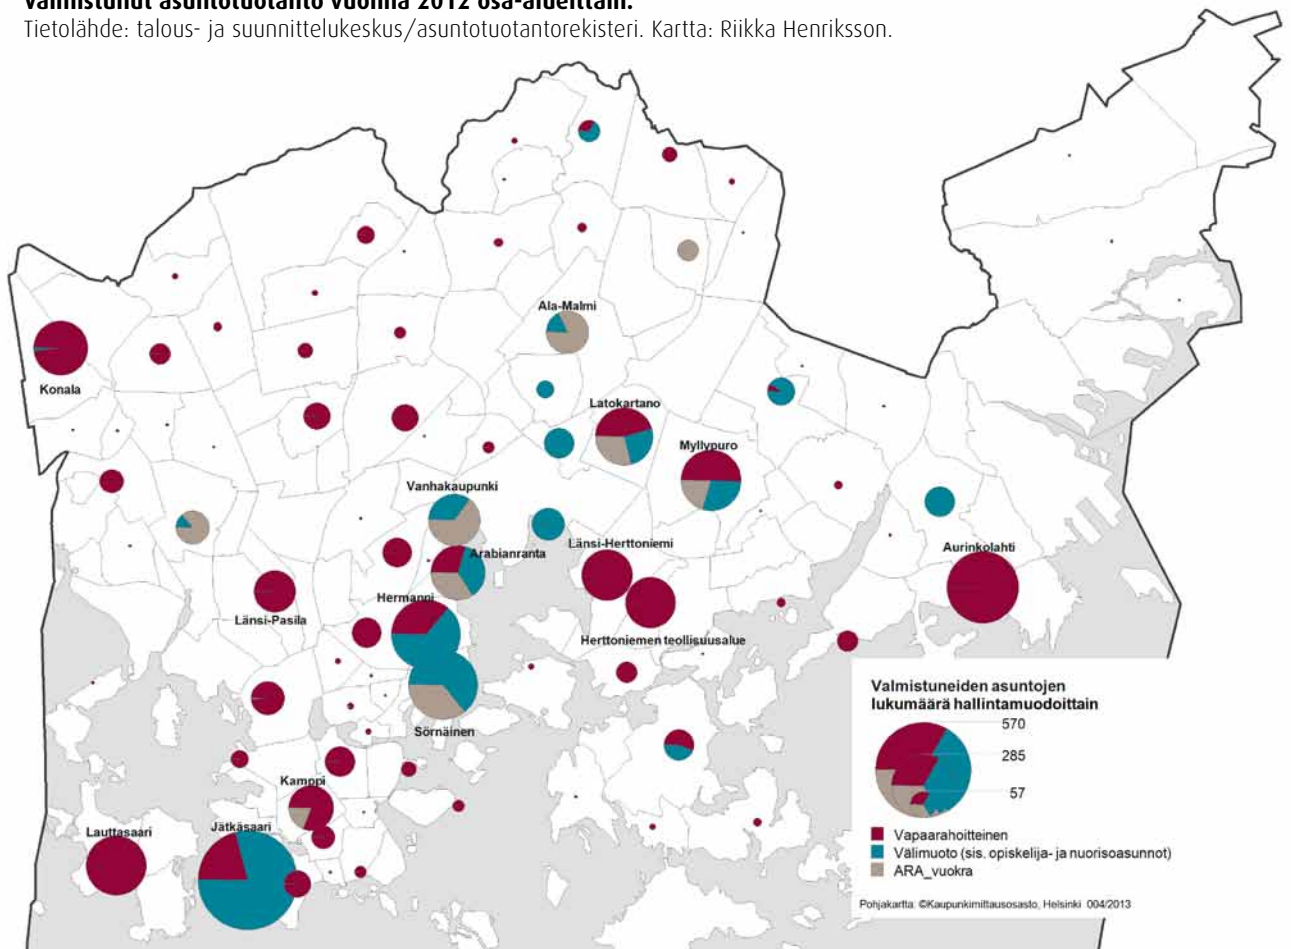 Valmistunut asuntotuotanto vuonna 2012 osa-alueittain.
Tietolähde: talous- ja suunnittelukeskus/asuntotuotantorekisteri. Kartta: Riikka Henriksson.
Ala-Malmi
Konala
Latokartano
Myllypuro
Vanhakaupunki
Länsi-Herttoniemi
Arabianranta
Aurinkolahti
Hermanni
Länsi-Pasila
Herttoniemen teollisuusalue
Sörnäinen
Kamppi
Lauttasaari
Jätkäsaari
Valmistuneiden asuntojen
lukumäärä hallintamuodoittain
570
285
57
Vapaarahoitteinen
Välimuoto (sis. opiskelija- ja nuorisoasunnot)
ARA_vuokra
Pohjakartta: ©Kaupunkimittausosasto, Helsinki 004/2013